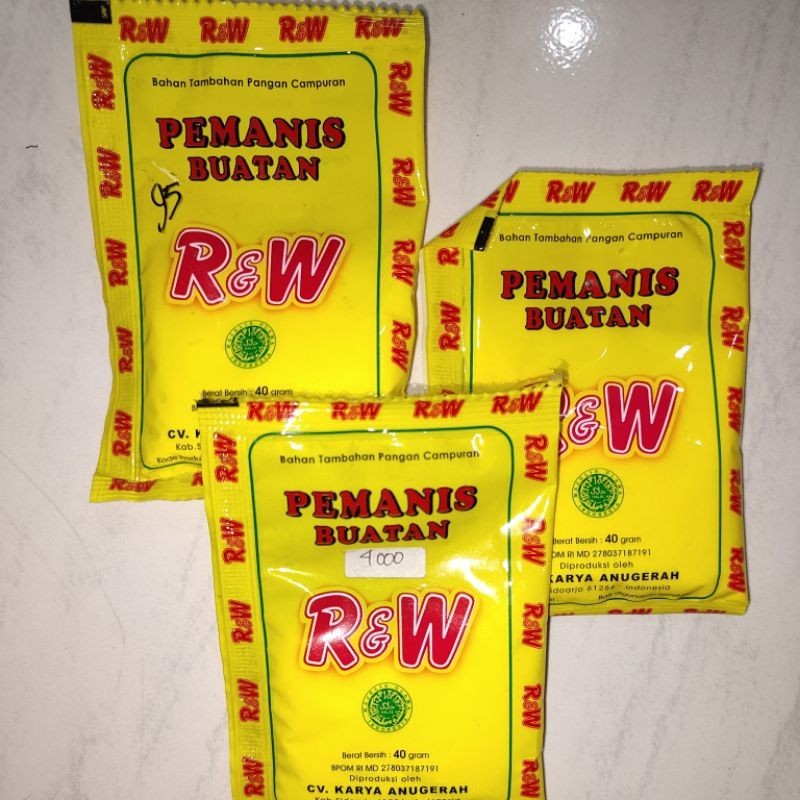 R&W R&W R&W R&W
Bahan Tambahan Pangan Campuran
PEMANIS
BUATAN
95
R&W
Berat Bersih : 40 gram
CV.
R&W
R&W
R&W
R&W
R&W
R&W
R&W
R&W
R&W
R&W
R&W R&W R&W
Bahan Tambahan Pangan Campuran
PEMANIS
BUATAN
R&W
Berat Bersih : 40 gram
BPOM RI MD 278037187191
Diproduksi oleh
KARYA ANUGERAH
Indonesia
R&W
R&W
R&W
R&W
R&W
R&W
R&W R&W R&W R&W
Bahan Tambahan Pangan Campuran
PEMANIS
BUATAN
4000
R&W
Berat Bersih : 40 gram
BPOM RI MD 278037187191
Diproduksi oleh
CV. KARYA ANUGERAH
R&W
R&W
R&W
R&W
R&W
R&W
R&W
R&W